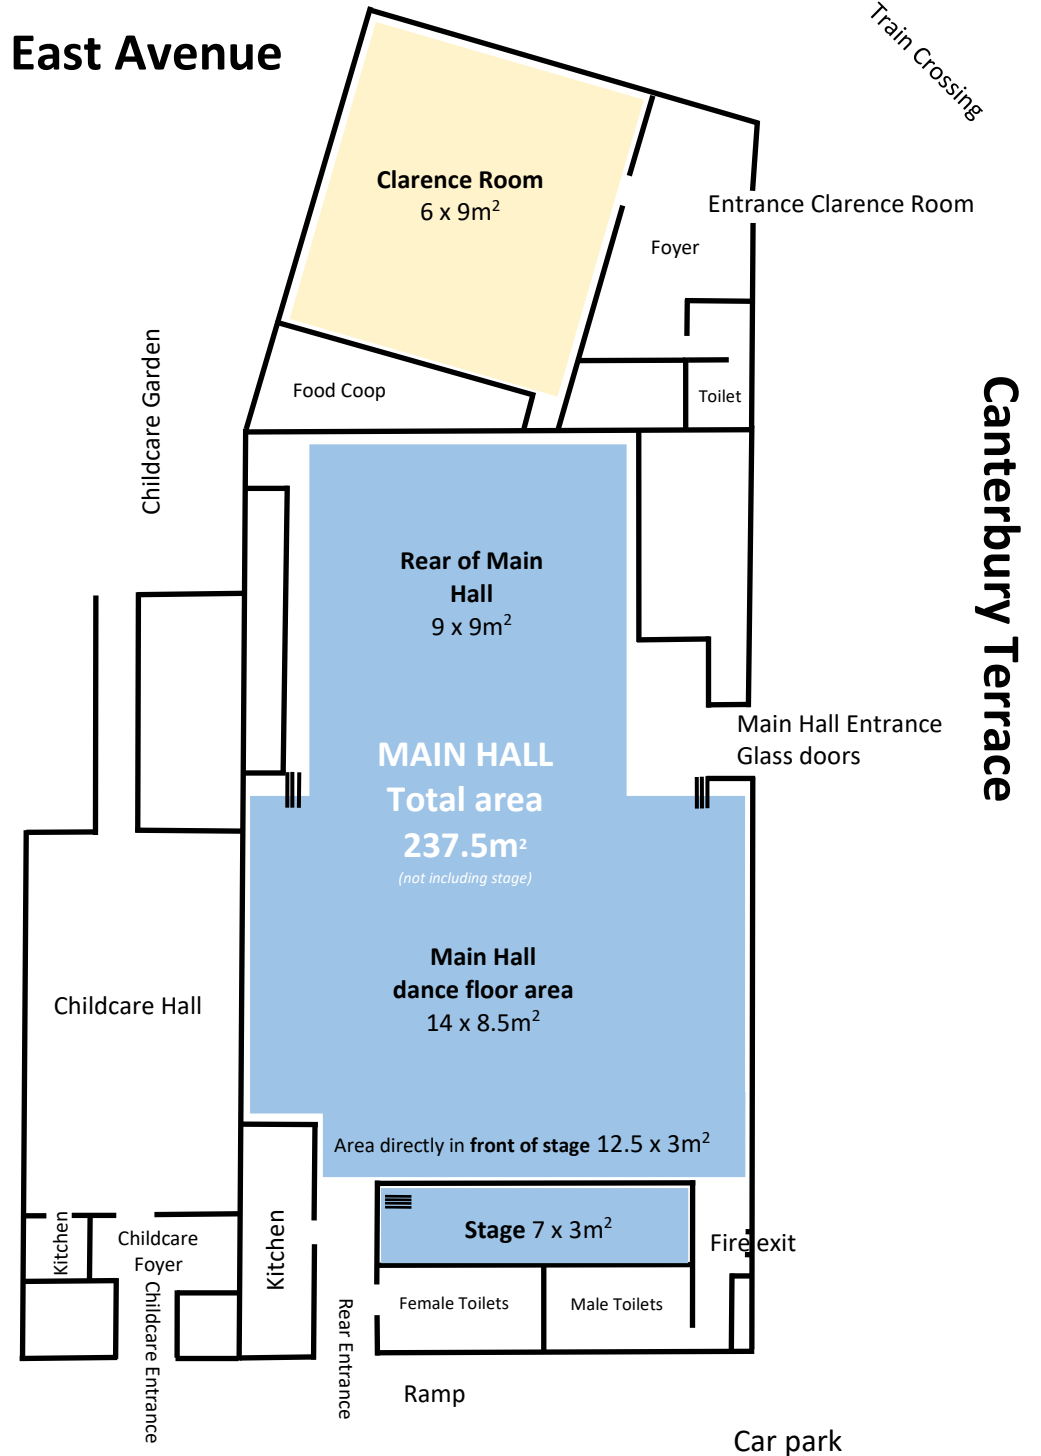 East Avenue
Train Crossing
Clarence Room
6 x 9m²
Entrance Clarence Room
Foyer
Childcare Garden
Food Coop
Toilet
Canterbury Terrace
Rear of Main
Hall
9 x 9m²
Main Hall Entrance
Glass doors
MAIN HALL
Total area
237.5m²
(not including stage)
Main Hall
dance floor area
14 x 8.5m²
Childcare Hall
Area directly in front of stage 12.5 x 3m²
Kitchen
Childcare
Foyer
Kitchen
Stage 7 x 3m²
Fire exit
Childcare Entrance
Rear Entrance
Female Toilets
Male Toilets
Ramp
Car park